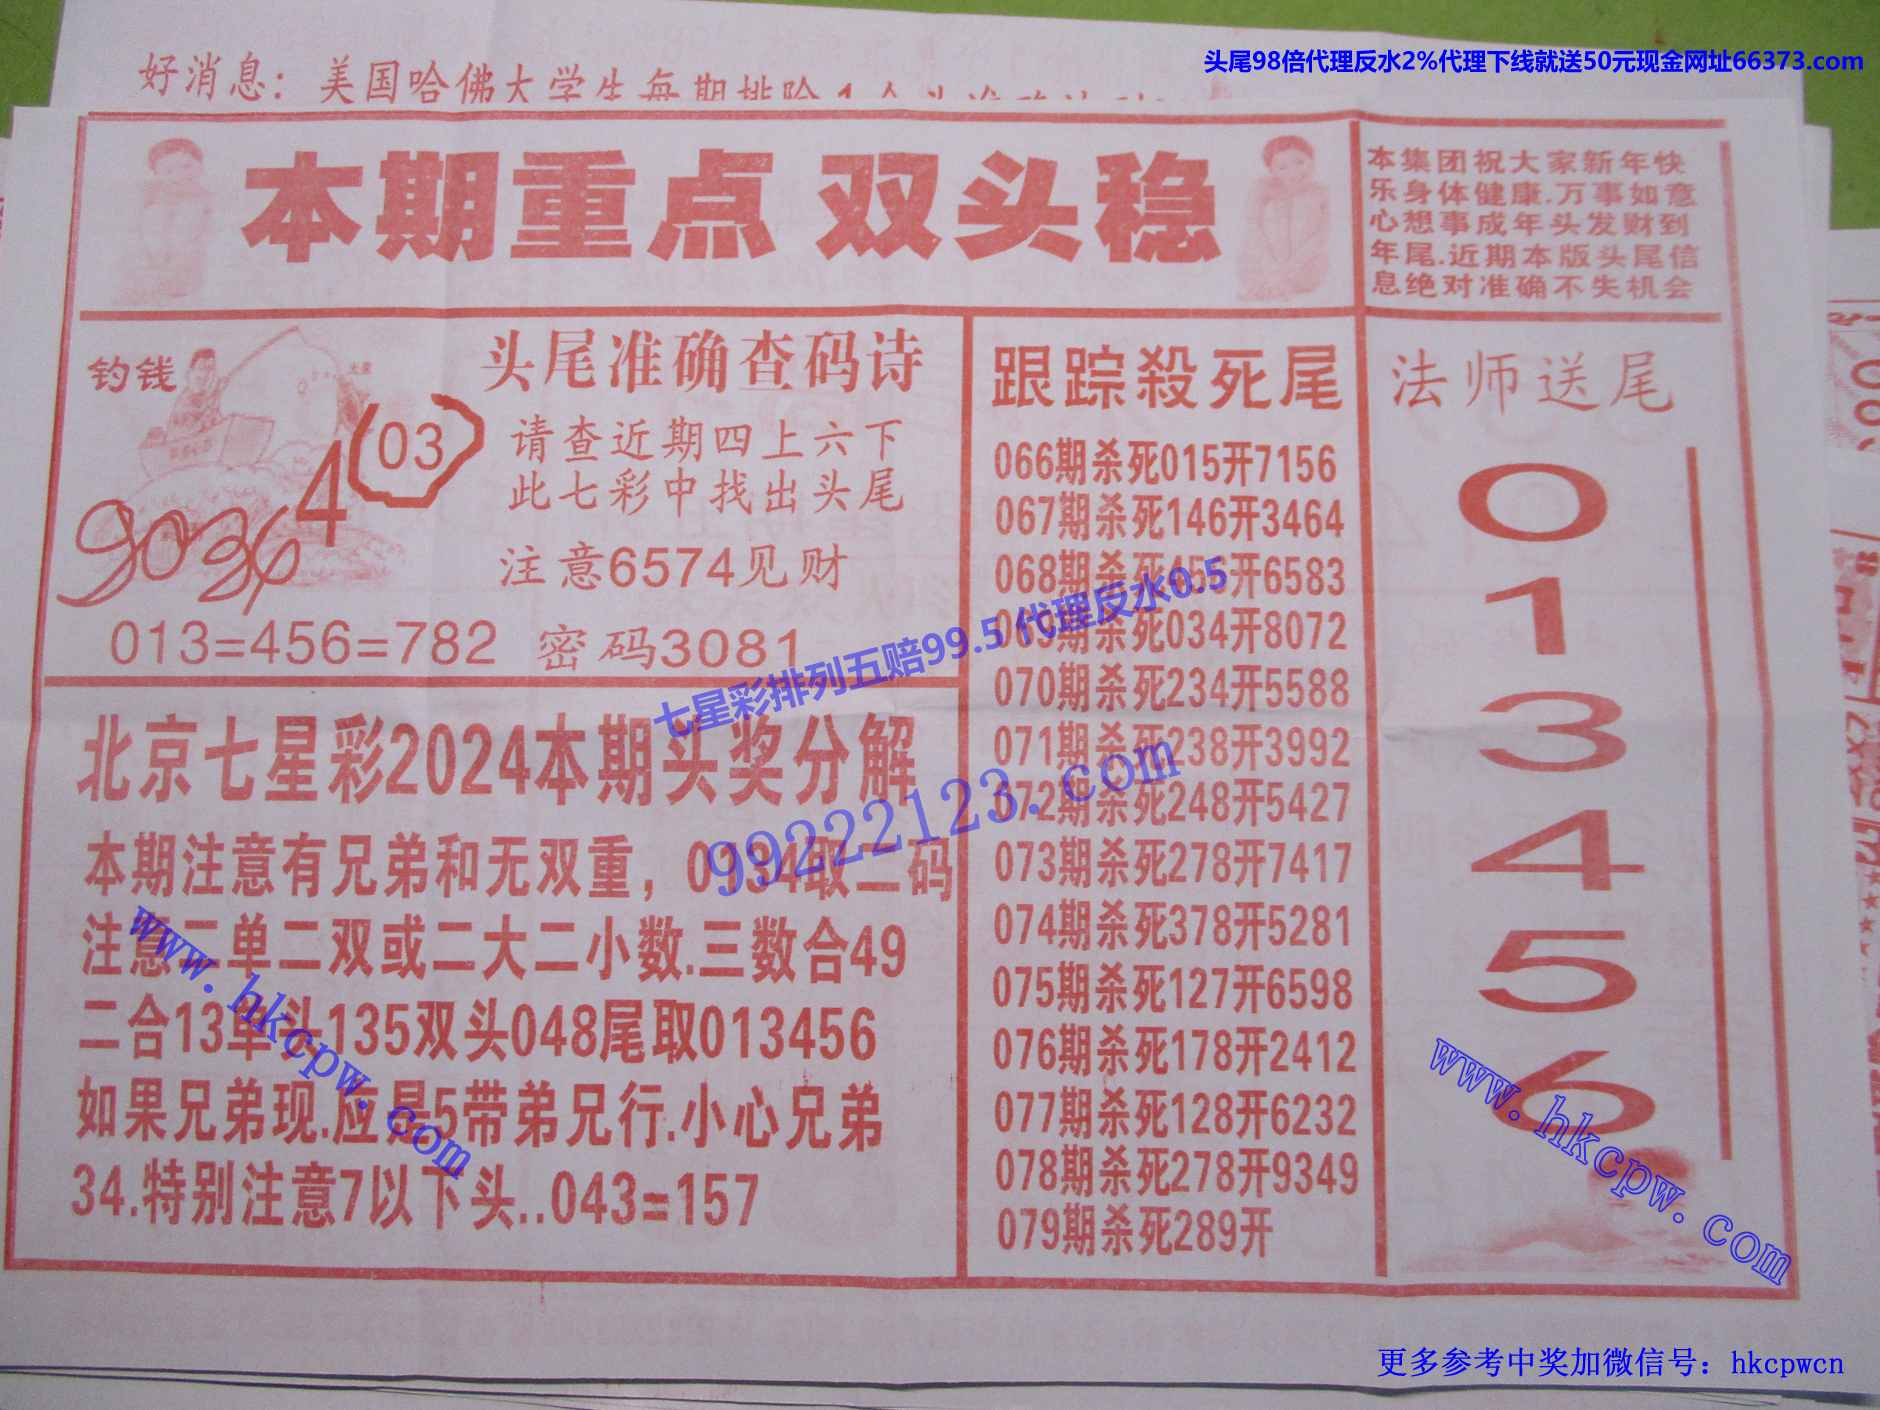 头尾98倍代理反水2%代理下线就送50元现金网址66373.com
好消息：美国哈佛大学生每期排除
本期重点 双头稳
本集团祝大家新年快
乐身体健康.万事如意
心想事成年头发财到
年尾.近期本版头尾信
息绝对准确不失机会
钓钱
03
4
9036
头尾准确查码诗
请查近期四上六下
此七彩中找出头尾
注意6574见财
013=456=782 密码3081
北京七星彩2024本期头奖分解
本期注意有兄弟和无双重，0134取二码
注意二单二双或二大二小数.三数合49
二合13单头135双头048尾取013456
如果兄弟现.应是5带弟兄行.小心兄弟
34.特别注意7以下头..043=157
跟踪殺死尾
066期杀死015开7156
067期杀死146开3464
068期杀死456开6583
069期杀死034开8072
070期杀死234开5588
071期杀死238开3992
072期杀死248开5427
073期杀死278开7417
074期杀死378开5281
075期杀死127开6598
076期杀死178开2412
077期杀死128开6232
078期杀死278开9349
079期杀死289开
法师送尾
0
1
3
4
5
6
七星彩排列五赔99.5代理反水0.5
99222123.com
www.hkcpw.com
www.hkcpw.com
更多参考中奖加微信号：hkcpwcn